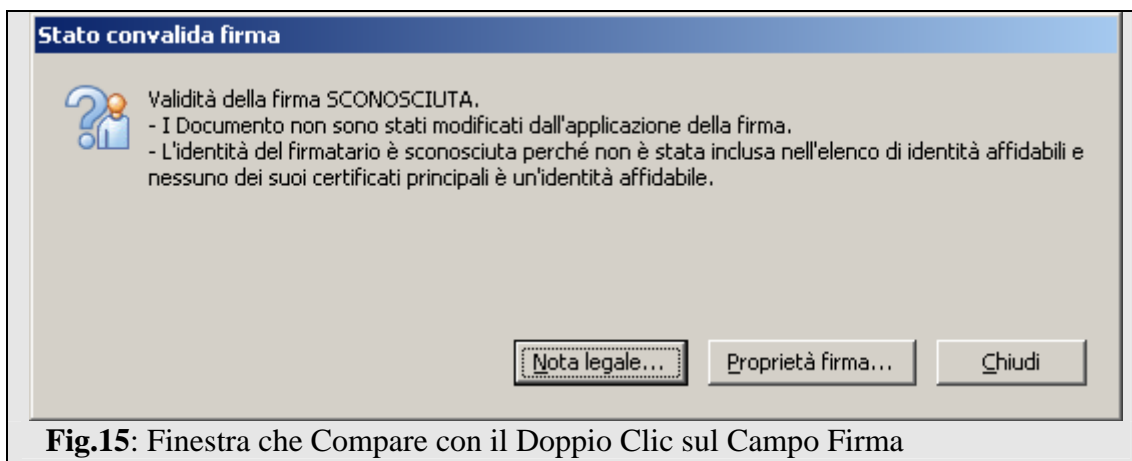 Stato convalida firma
Validità della firma SCONOSCIUTA.
- I Documento non sono stati modificati dall'applicazione della firma.
- L'identità del firmatario è sconosciuta perché non è stata inclusa nell'elenco di identità affidabili e
nessuno dei suoi certificati principali è un'identità affidabile.
Nota legale... Proprietà firma... Chiudi
Fig.15: Finestra che Compare con il Doppio Clic sul Campo Firma